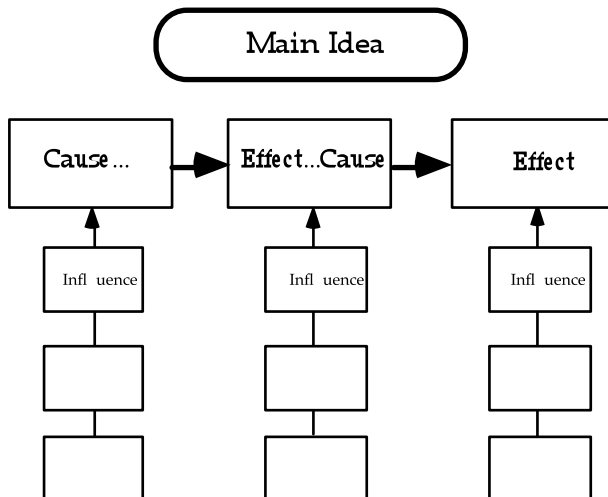 Main Idea
Cause...
Effect...Cause
Effect
Infl uence
Infl uence
Infl uence